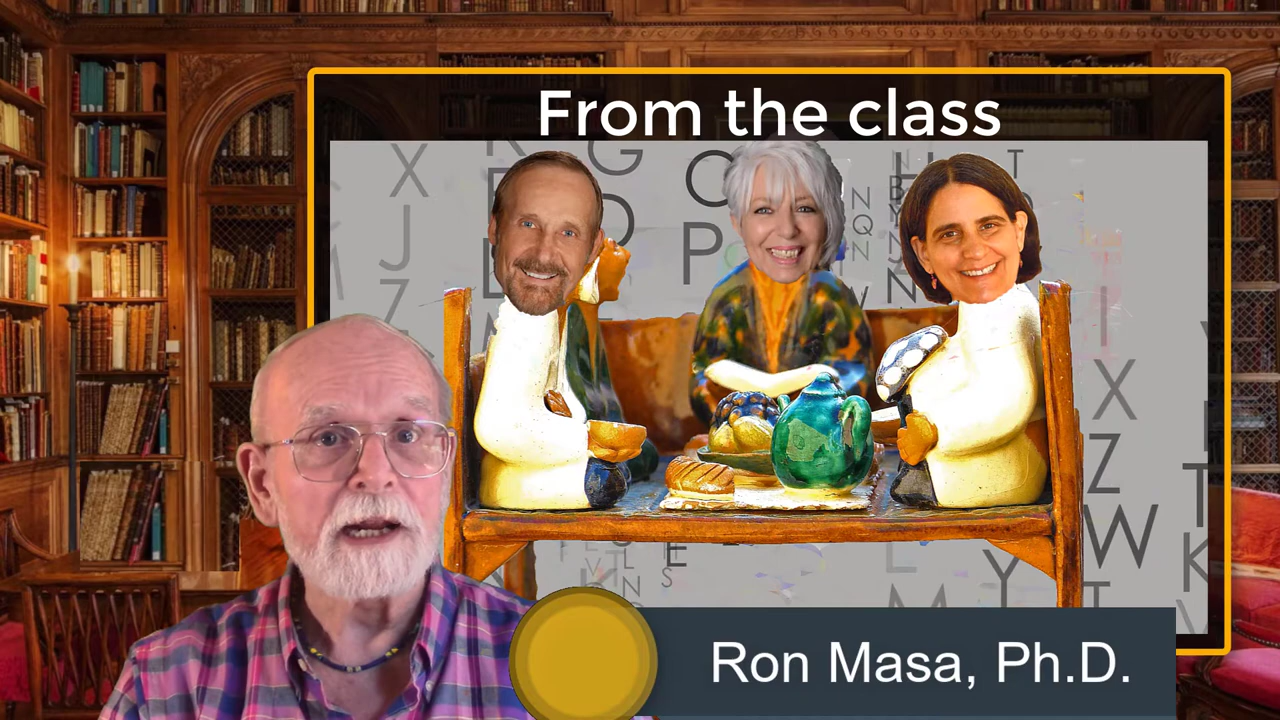 From the class
Ron Masa, Ph.D.